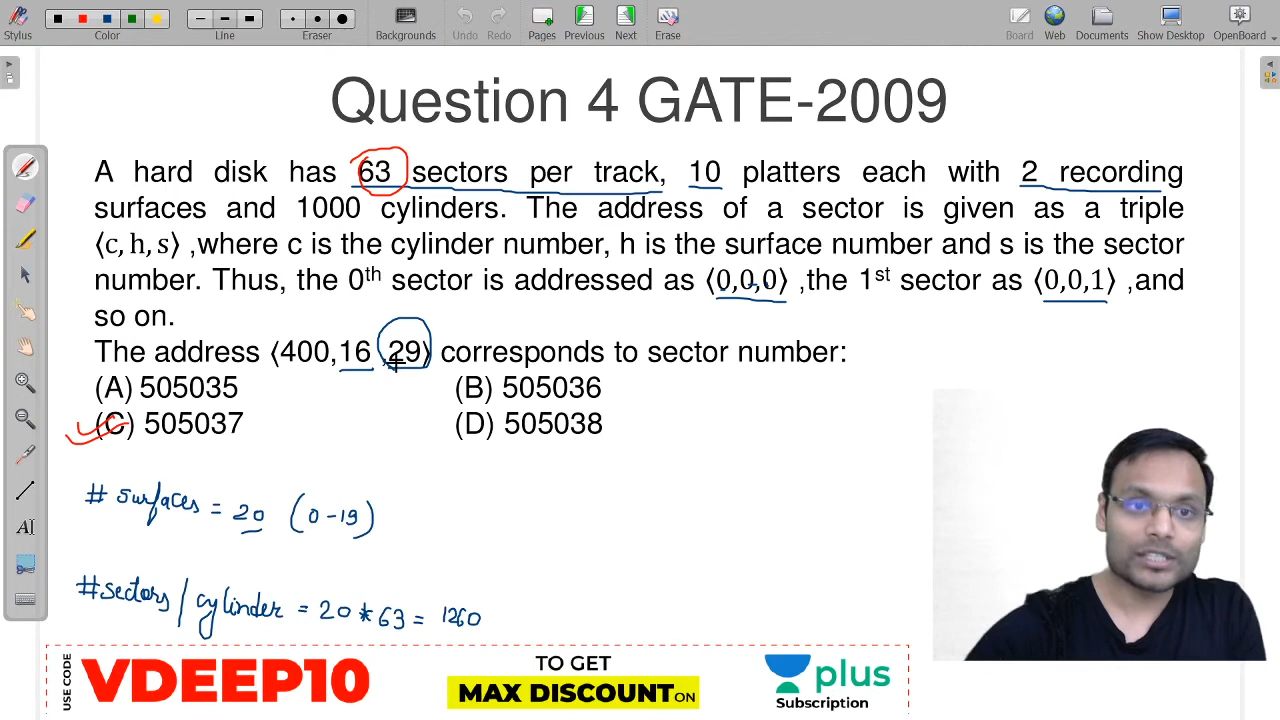 Stylus
Color
Line
Eraser
Backgrounds
Undo
Redo
Pages
Previous
Next
Erase
Board
Web
Documents
Show Desktop
OpenBoard
Question 4 GATE-2009
A hard disk has 63 sectors per track, 10 platters each with 2 recording
surfaces and 1000 cylinders. The address of a sector is given as a triple
⟨c, h, s⟩ ,where c is the cylinder number, h is the surface number and s is the sector
number. Thus, the 0th sector is addressed as ⟨0,0,0⟩ ,the 1st sector as ⟨0,0,1⟩ ,and
so on.
The address ⟨400,16 ,29⟩ corresponds to sector number:
(A) 505035 (B) 505036
(C) 505037 (D) 505038
# surfaces = 20 (0-19)
#sectors / cylinder = 20 * 63 = 1260
USE CODE
VDEEP10
TO GET
MAX DISCOUNT ON
plus
Subscription